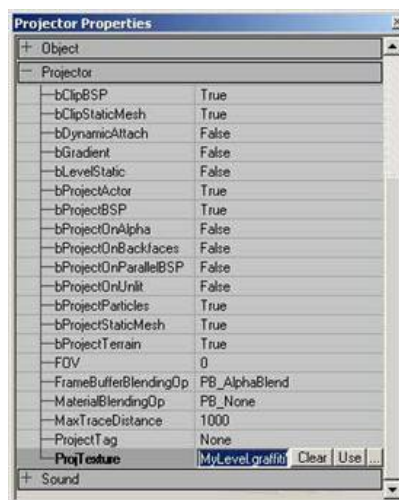 Projector Properties
+ Object
- Projector
bClipBSP True
bClipStaticMesh True
bDynamicAttach False
bGradient False
bLevelStatic False
bProjectActor True
bProjectBSP True
bProjectOnAlpha False
bProjectOnBackfaces False
bProjectOnParallelBSP False
bProjectOnUnlit False
bProjectParticles True
bProjectStaticMesh True
bProjectTerrain True
FOV 0
FrameBufferBlendingOp PB_AlphaBlend
MaterialBlendingOp PB_None
MaxTraceDistance 1000
ProjectTag None
ProjTexture MyLevel.graffiti Clear Use ...
+ Sound